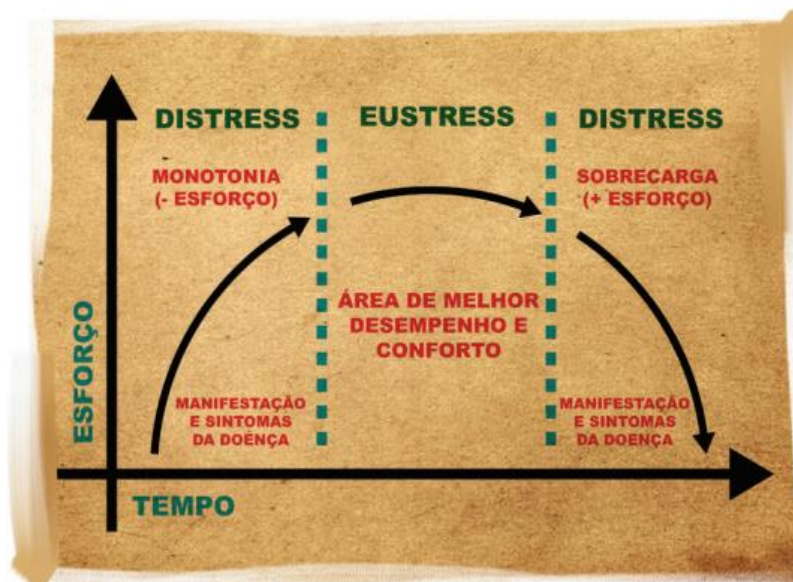 DISTRESS
EUSTRESS
DISTRESS
MONOTONIA
(- ESFORÇO)
SOBRECARGA
(+ ESFORÇO)
ÁREA DE MELHOR
DESEMPENHO E
CONFORTO
MANIFESTAÇÃO
E SINTOMAS
DA DOENÇA
MANIFESTAÇÃO
E SINTOMAS
DA DOENÇA
ESFORÇO
TEMPO